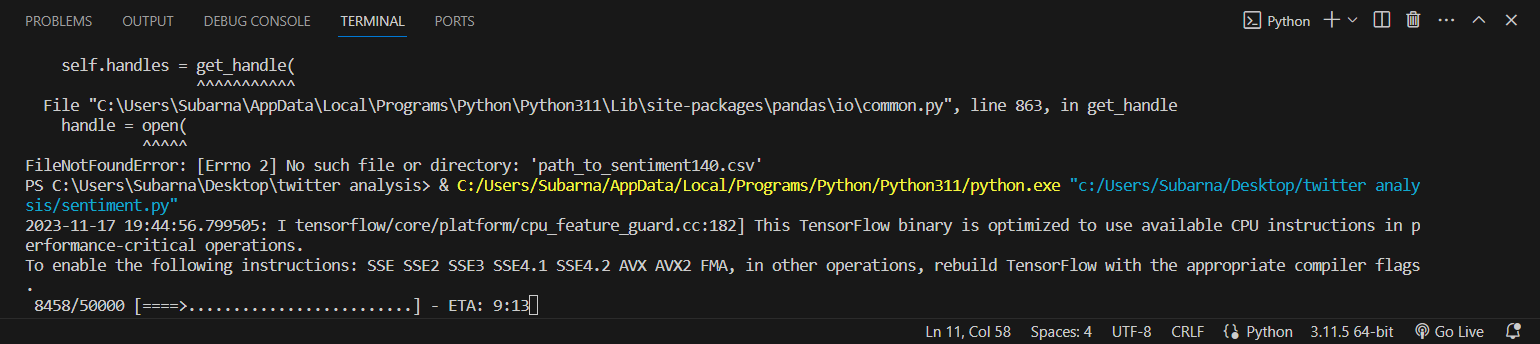 PROBLEMS OUTPUT DEBUG CONSOLE TERMINAL PORTS Python
self.handles = get_handle(
^^^^^^^^^^^
File "C:\Users\Subarna\AppData\Local\Programs\Python\Python311\Lib\site-packages\pandas\io\common.py", line 863, in get_handle
handle = open(
^^^^^
FileNotFoundError: [Errno 2] No such file or directory: 'path_to_sentiment140.csv'
PS C:\Users\Subarna\Desktop\twitter analysis> & C:/Users/Subarna/AppData/Local/Programs/Python/Python311/python.exe "c:/Users/Subarna/Desktop/twitter analy
sis/sentiment.py"
2023-11-17 19:44:56.799505: I tensorflow/core/platform/cpu_feature_guard.cc:182] This TensorFlow binary is optimized to use available CPU instructions in p
erformance-critical operations.
To enable the following instructions: SSE SSE2 SSE3 SSE4.1 SSE4.2 AVX AVX2 FMA, in other operations, rebuild TensorFlow with the appropriate compiler flags
.
8458/50000 [====>.........................] - ETA: 9:13
Ln 11, Col 58 Spaces: 4 UTF-8 CRLF Python 3.11.5 64-bit Go Live